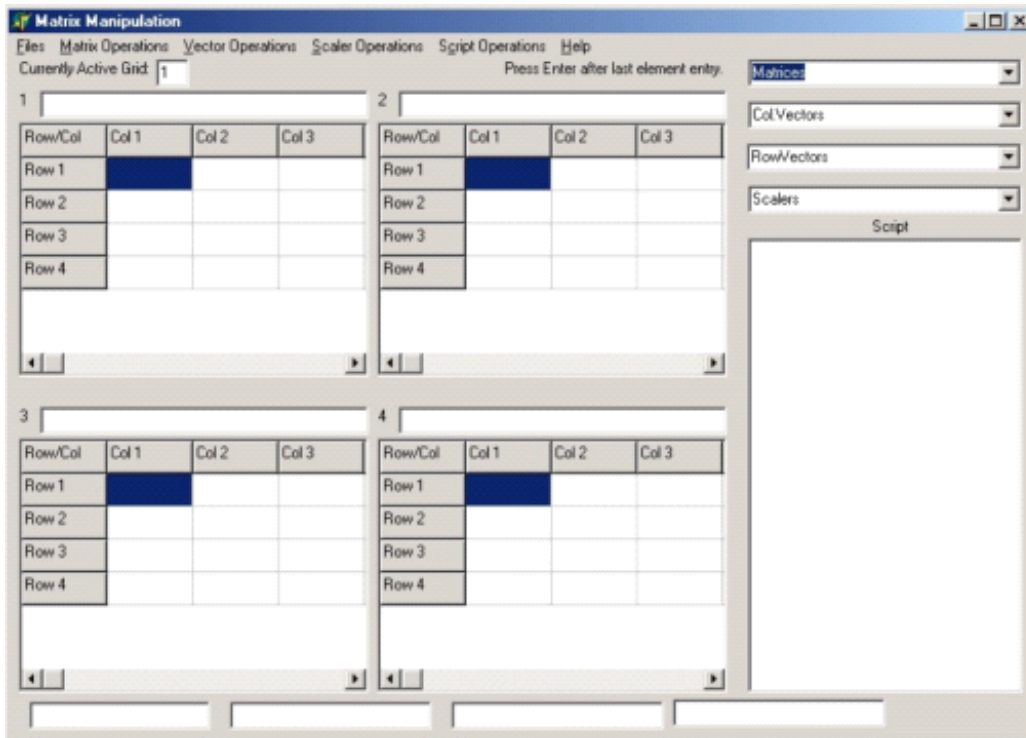 Matrix Manipulation
Files Matrix Operations Vector Operations Scaler Operations Script Operations Help
Currently Active Grid: 1 Press Enter after last element entry.
Matrices
Col.Vectors
RowVectors
Scalers
Script
1
Row/Col Col 1 Col 2 Col 3
Row 1
Row 2
Row 3
Row 4
2
Row/Col Col 1 Col 2 Col 3
Row 1
Row 2
Row 3
Row 4
3
Row/Col Col 1 Col 2 Col 3
Row 1
Row 2
Row 3
Row 4
4
Row/Col Col 1 Col 2 Col 3
Row 1
Row 2
Row 3
Row 4